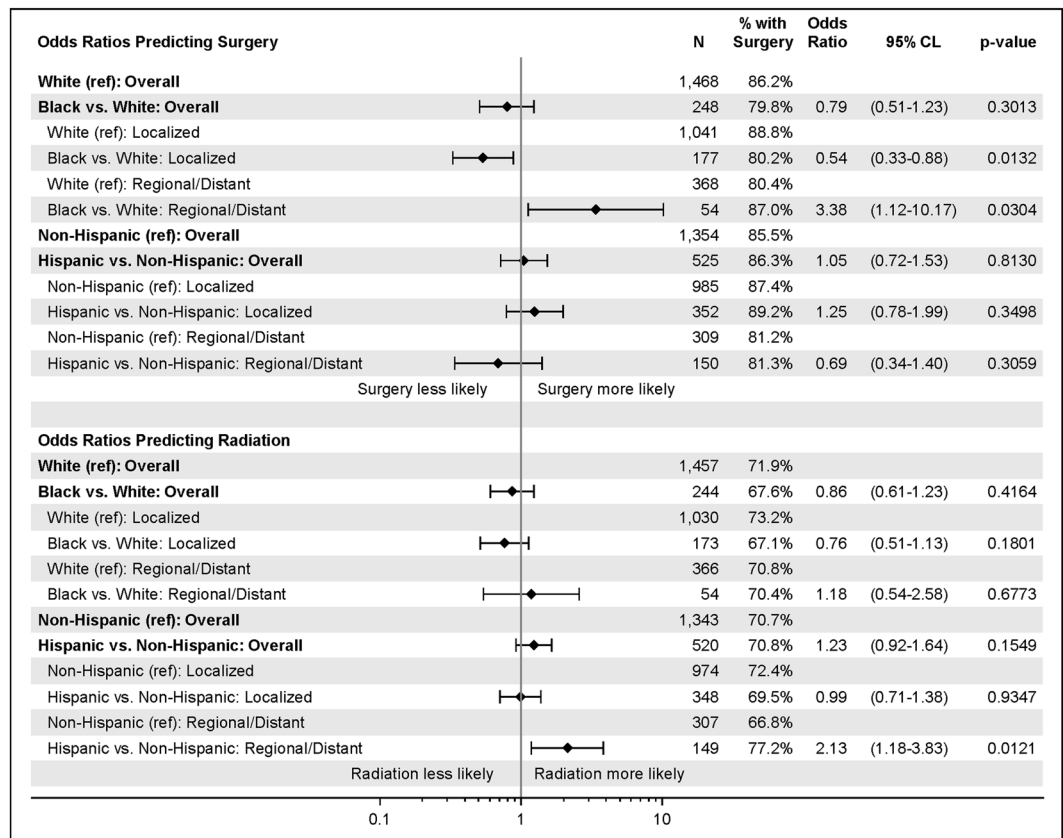 Odds Ratios Predicting Surgery N % with Surgery Odds Ratio 95% CL p-value
White (ref): Overall 1,468 86.2%
Black vs. White: Overall 248 79.8% 0.79 (0.51-1.23) 0.3013
White (ref): Localized 1,041 88.8%
Black vs. White: Localized 177 80.2% 0.54 (0.33-0.88) 0.0132
White (ref): Regional/Distant 368 80.4%
Black vs. White: Regional/Distant 54 87.0% 3.38 (1.12-10.17) 0.0304
Non-Hispanic (ref): Overall 1,354 85.5%
Hispanic vs. Non-Hispanic: Overall 525 86.3% 1.05 (0.72-1.53) 0.8130
Non-Hispanic (ref): Localized 985 87.4%
Hispanic vs. Non-Hispanic: Localized 352 89.2% 1.25 (0.78-1.99) 0.3498
Non-Hispanic (ref): Regional/Distant 309 81.2%
Hispanic vs. Non-Hispanic: Regional/Distant 150 81.3% 0.69 (0.34-1.40) 0.3059
Surgery less likely Surgery more likely
Odds Ratios Predicting Radiation
White (ref): Overall 1,457 71.9%
Black vs. White: Overall 244 67.6% 0.86 (0.61-1.23) 0.4164
White (ref): Localized 1,030 73.2%
Black vs. White: Localized 173 67.1% 0.76 (0.51-1.13) 0.1801
White (ref): Regional/Distant 366 70.8%
Black vs. White: Regional/Distant 54 70.4% 1.18 (0.54-2.58) 0.6773
Non-Hispanic (ref): Overall 1,343 70.7%
Hispanic vs. Non-Hispanic: Overall 520 70.8% 1.23 (0.92-1.64) 0.1549
Non-Hispanic (ref): Localized 974 72.4%
Hispanic vs. Non-Hispanic: Localized 348 69.5% 0.99 (0.71-1.38) 0.9347
Non-Hispanic (ref): Regional/Distant 307 66.8%
Hispanic vs. Non-Hispanic: Regional/Distant 149 77.2% 2.13 (1.18-3.83) 0.0121
Radiation less likely Radiation more likely
0.1 1 10